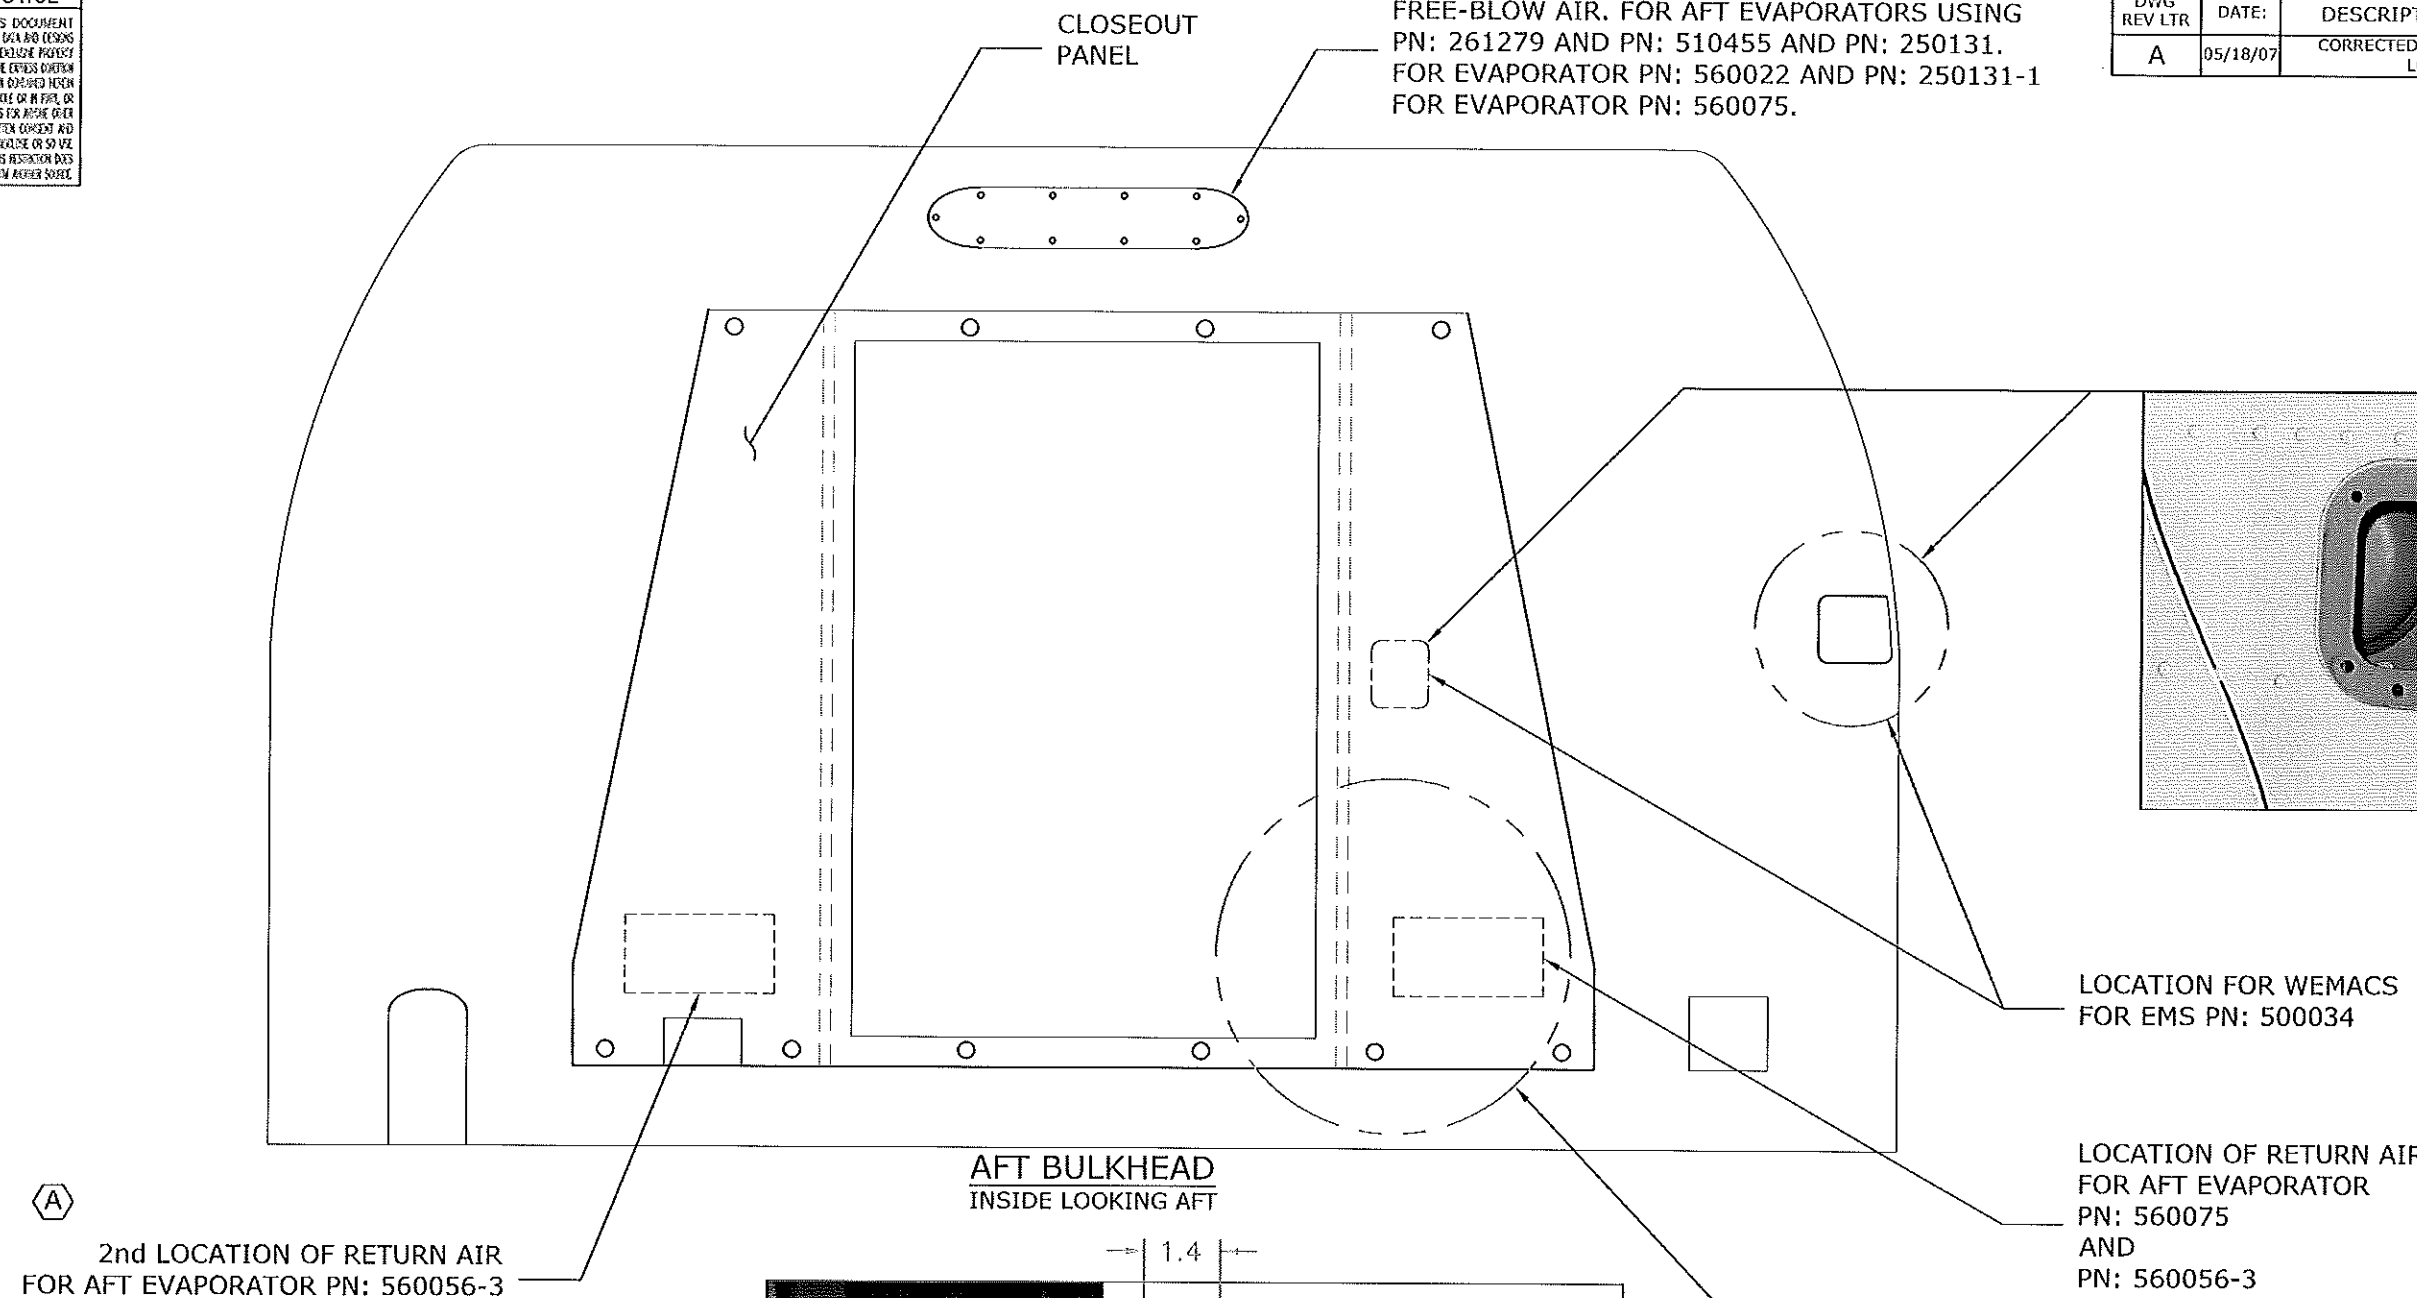 S DOCUMENT
CLOSEOUT
PANEL
FREE-BLOW AIR. FOR AFT EVAPORATORS USING
PN: 261279 AND PN: 510455 AND PN: 250131.
FOR EVAPORATOR PN: 560022 AND PN: 250131-1
FOR EVAPORATOR PN: 560075.
DWG
REV LTR
DATE:
A
05/18/07
CORRECTED
LOCATION FOR WEMACS
FOR EMS PN: 500034
LOCATION OF RETURN AIR
FOR AFT EVAPORATOR
PN: 560075
AND
PN: 560056-3
AFT BULKHEAD
INSIDE LOOKING AFT
A
2nd LOCATION OF RETURN AIR
FOR AFT EVAPORATOR PN: 560056-3
1.4